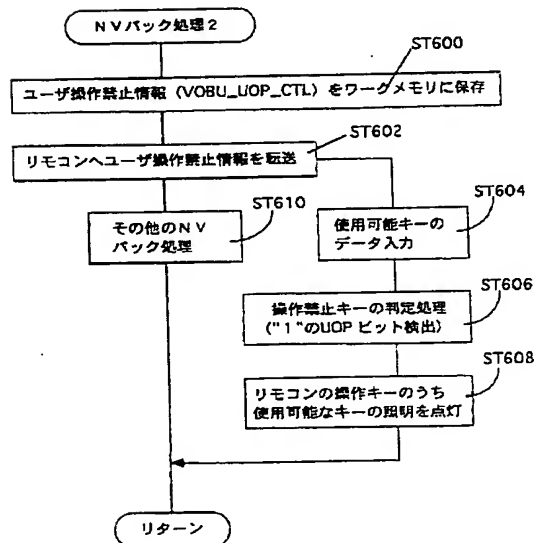 NVパック処理2
ST600
ユーザ操作禁止情報(VOBU_UOP_CTL)をワークメモリに保存
ST602
リモコンへユーザ操作禁止情報を転送
ST610
その他のNV
パック処理
ST604
使用可能キーの
データ入力
ST606
操作禁止キーの判定処理
("1"のUOPビット検出)
ST608
リモコンの操作キーのうち
使用可能なキーの照明を点灯
リターン